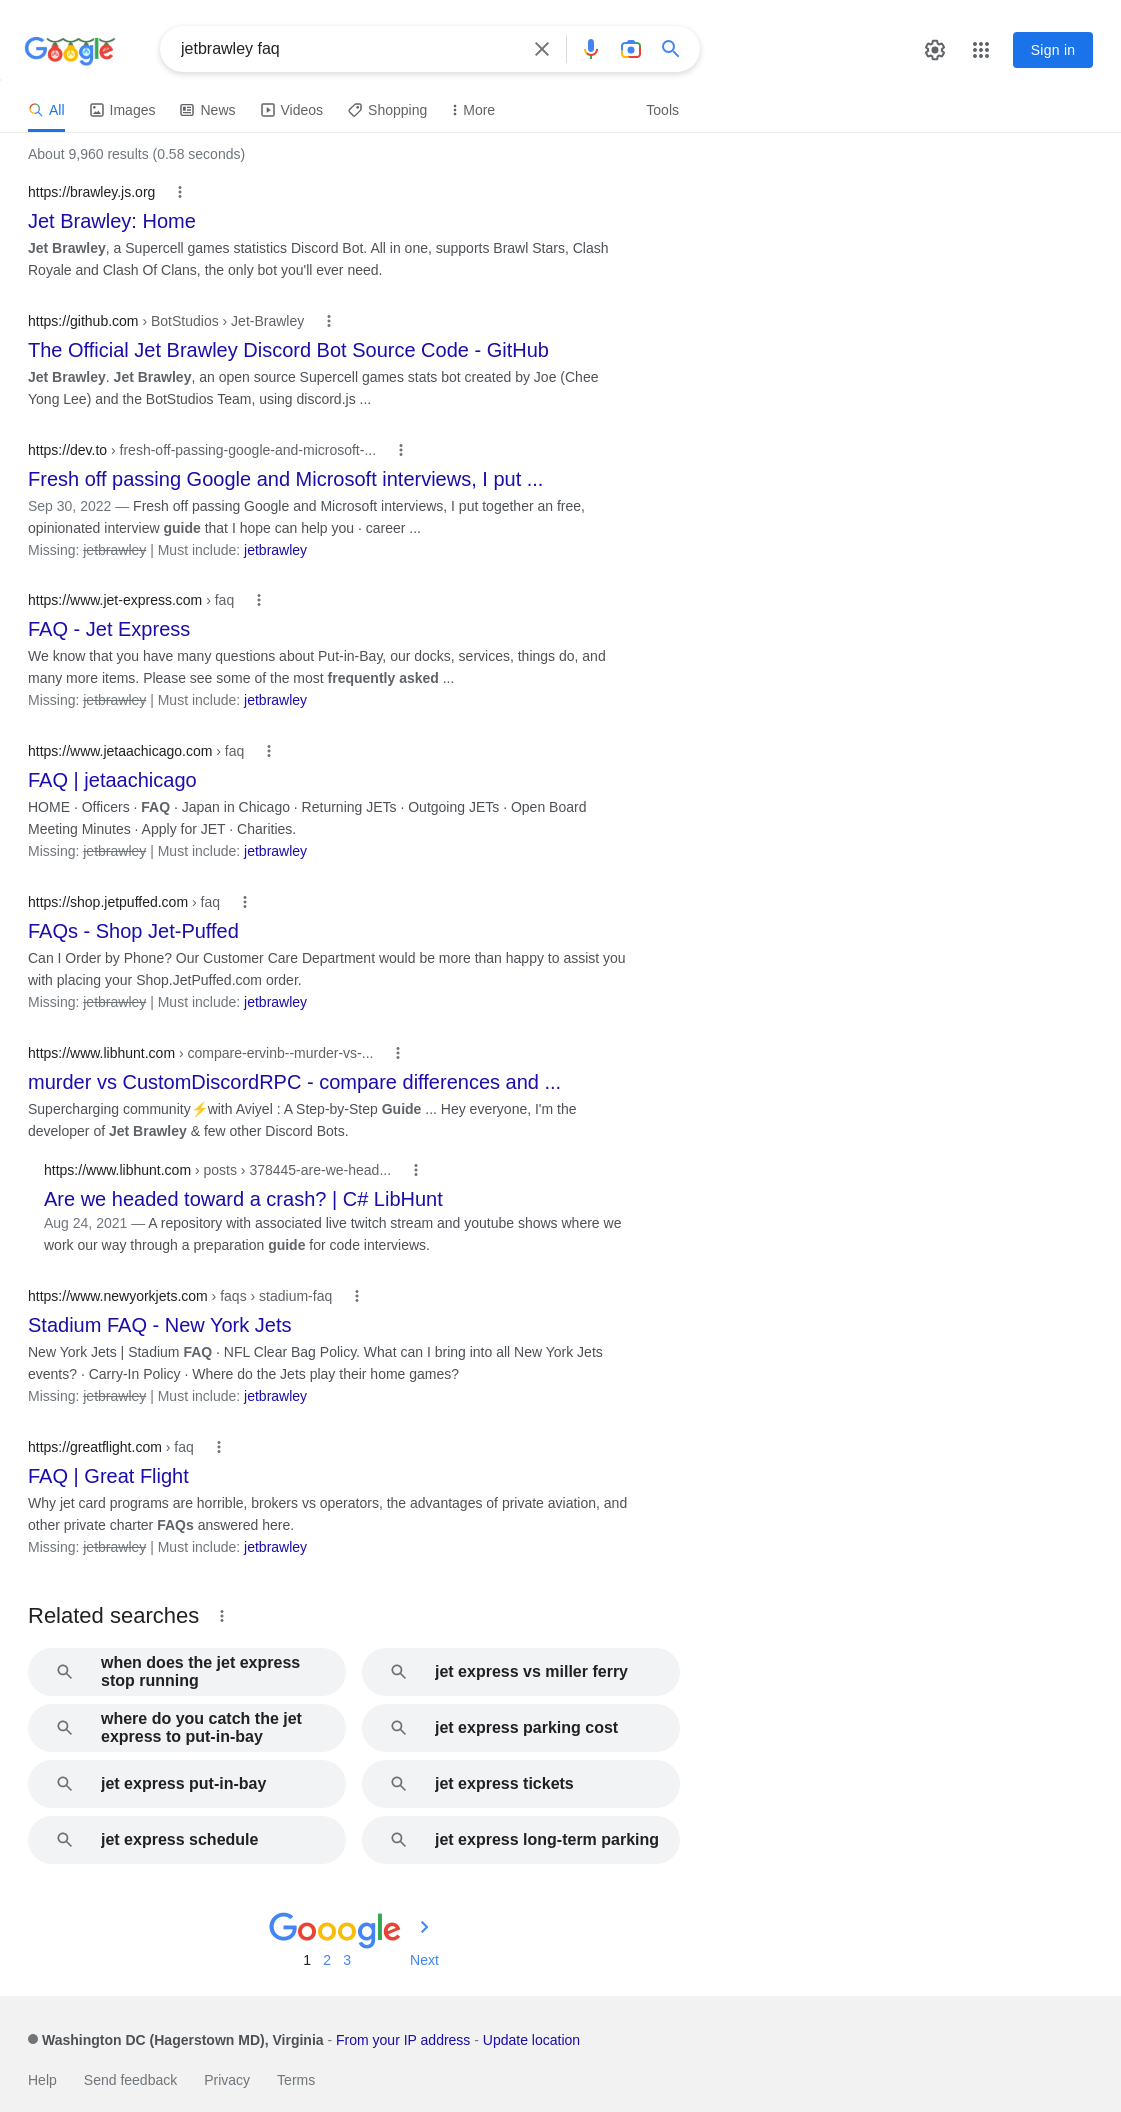 Google
jetbrawley faq
Sign in
All
Images
News
Videos
Shopping
More
Tools
About 9,960 results (0.58 seconds)
https://brawley.js.org
Jet Brawley: Home
Jet Brawley, a Supercell games statistics Discord Bot. All in one, supports Brawl Stars, Clash
Royale and Clash Of Clans, the only bot you'll ever need.
https://github.com › BotStudios › Jet-Brawley
The Official Jet Brawley Discord Bot Source Code - GitHub
Jet Brawley. Jet Brawley, an open source Supercell games stats bot created by Joe (Chee
Yong Lee) and the BotStudios Team, using discord.js ...
https://dev.to › fresh-off-passing-google-and-microsoft-...
Fresh off passing Google and Microsoft interviews, I put ...
Sep 30, 2022 — Fresh off passing Google and Microsoft interviews, I put together an free,
opinionated interview guide that I hope can help you · career ...
Missing: jetbrawley | Must include: jetbrawley
https://www.jet-express.com › faq
FAQ - Jet Express
We know that you have many questions about Put-in-Bay, our docks, services, things do, and
many more items. Please see some of the most frequently asked ...
Missing: jetbrawley | Must include: jetbrawley
https://www.jetaachicago.com › faq
FAQ | jetaachicago
HOME · Officers · FAQ · Japan in Chicago · Returning JETs · Outgoing JETs · Open Board
Meeting Minutes · Apply for JET · Charities.
Missing: jetbrawley | Must include: jetbrawley
https://shop.jetpuffed.com › faq
FAQs - Shop Jet-Puffed
Can I Order by Phone? Our Customer Care Department would be more than happy to assist you
with placing your Shop.JetPuffed.com order.
Missing: jetbrawley | Must include: jetbrawley
https://www.libhunt.com › compare-ervinb--murder-vs-...
murder vs CustomDiscordRPC - compare differences and ...
Supercharging community⚡with Aviyel : A Step-by-Step Guide ... Hey everyone, I'm the
developer of Jet Brawley & few other Discord Bots.
https://www.libhunt.com › posts › 378445-are-we-head...
Are we headed toward a crash? | C# LibHunt
Aug 24, 2021 — A repository with associated live twitch stream and youtube shows where we
work our way through a preparation guide for code interviews.
https://www.newyorkjets.com › faqs › stadium-faq
Stadium FAQ - New York Jets
New York Jets | Stadium FAQ · NFL Clear Bag Policy. What can I bring into all New York Jets
events? · Carry-In Policy · Where do the Jets play their home games?
Missing: jetbrawley | Must include: jetbrawley
https://greatflight.com › faq
FAQ | Great Flight
Why jet card programs are horrible, brokers vs operators, the advantages of private aviation, and
other private charter FAQs answered here.
Missing: jetbrawley | Must include: jetbrawley
Related searches
when does the jet express
stop running
jet express vs miller ferry
where do you catch the jet
express to put-in-bay
jet express parking cost
jet express put-in-bay
jet express tickets
jet express schedule
jet express long-term parking
Gooogle
1 2 3 Next
Washington DC (Hagerstown MD), Virginia - From your IP address - Update location
Help Send feedback Privacy Terms